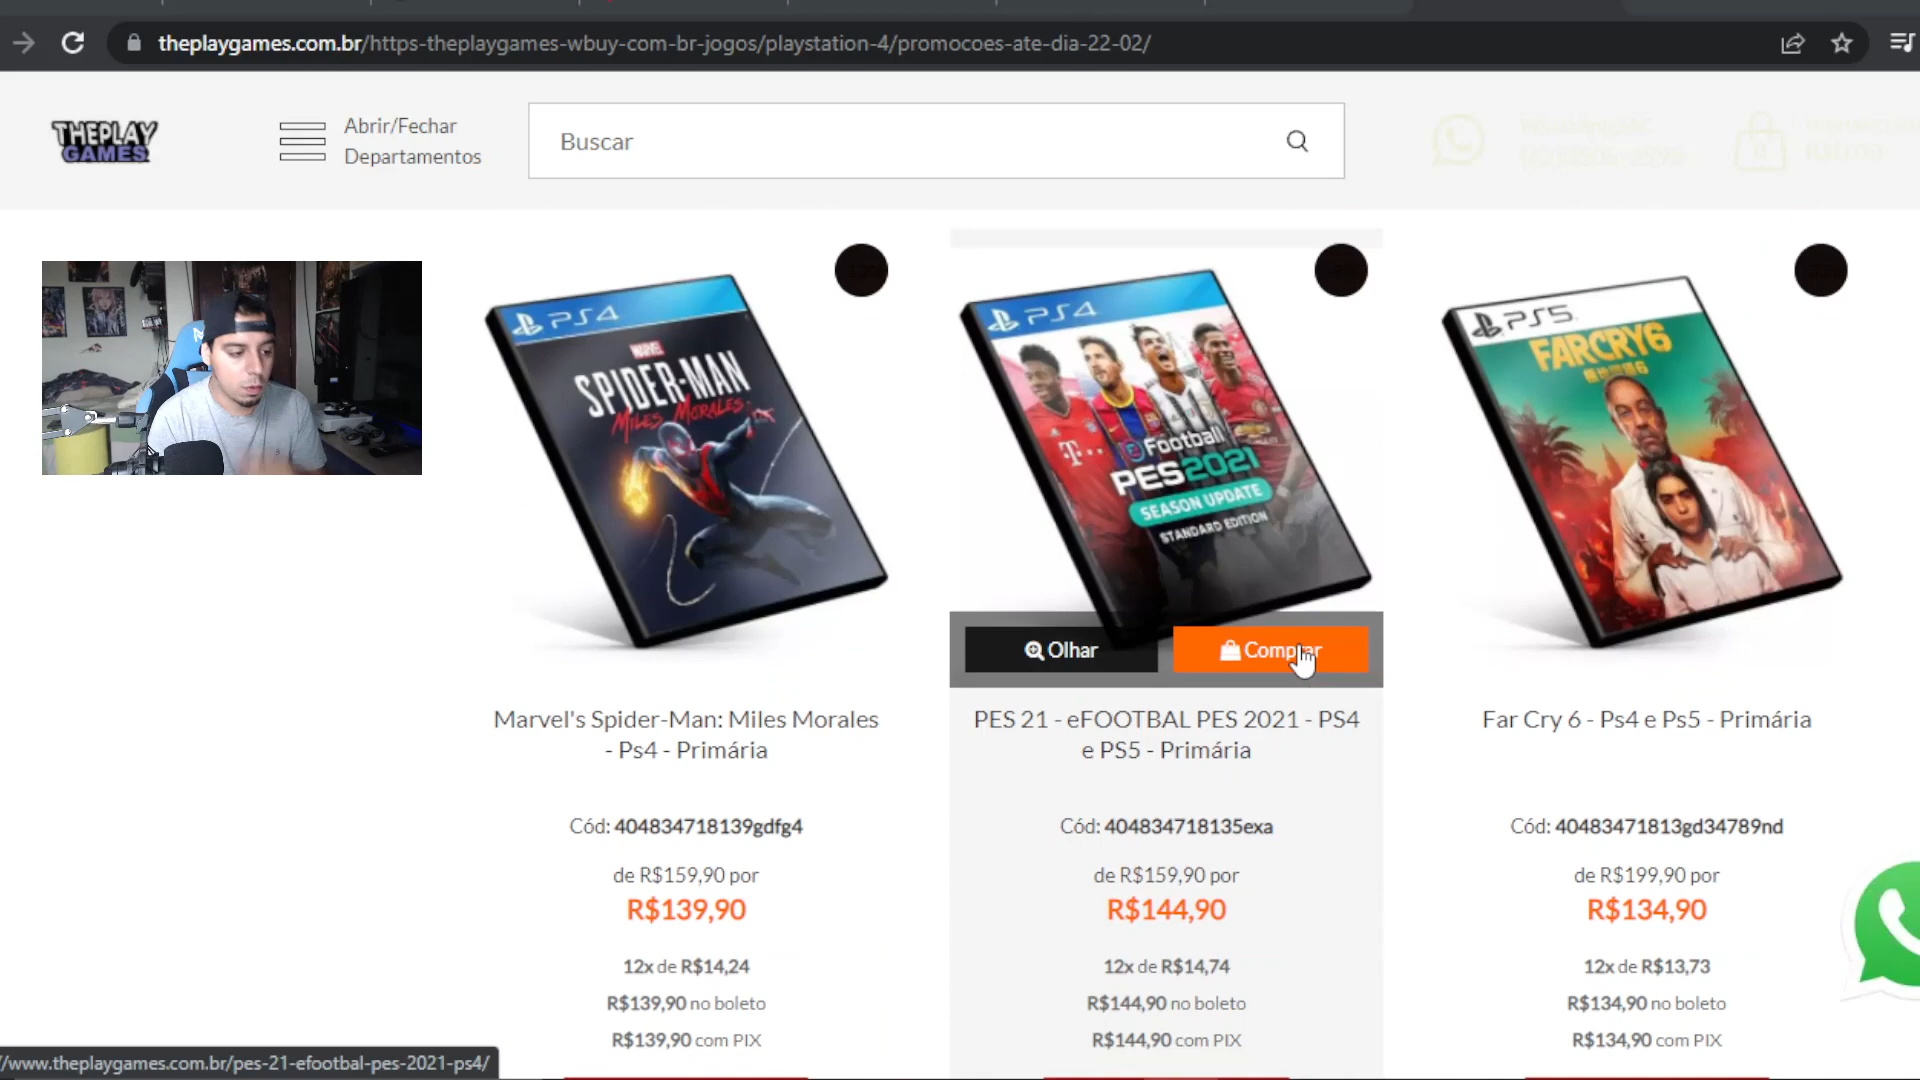 theplaygames.com.br/https-theplaygames-wbuy-com-br-jogos/playstation-4/promocoes-ate-dia-22-02/
THEPLAY
GAMES
Abrir/Fechar
Departamentos
Buscar
PS4
MARVEL
SPIDER-MAN
MILES MORALES
PS4
eFootball
PES2021
SEASON UPDATE
STANDARD EDITION
PS5
FARCRY6
Olhar
Comprar
Marvel's Spider-Man: Miles Morales
- Ps4 - Primária
Cód: 404834718139gdfg4
de R$159,90 por
R$139,90
12x de R$14,24
R$139,90 no boleto
R$139,90 com PIX
PES 21 - eFOOTBAL PES 2021 - PS4
e PS5 - Primária
Cód: 404834718135exa
de R$159,90 por
R$144,90
12x de R$14,74
R$144,90 no boleto
R$144,90 com PIX
Far Cry 6 - Ps4 e Ps5 - Primária
Cód: 40483471813gd34789nd
de R$199,90 por
R$134,90
12x de R$13,73
R$134,90 no boleto
R$134,90 com PIX
/www.theplaygames.com.br/pes-21-efootbal-pes-2021-ps4/